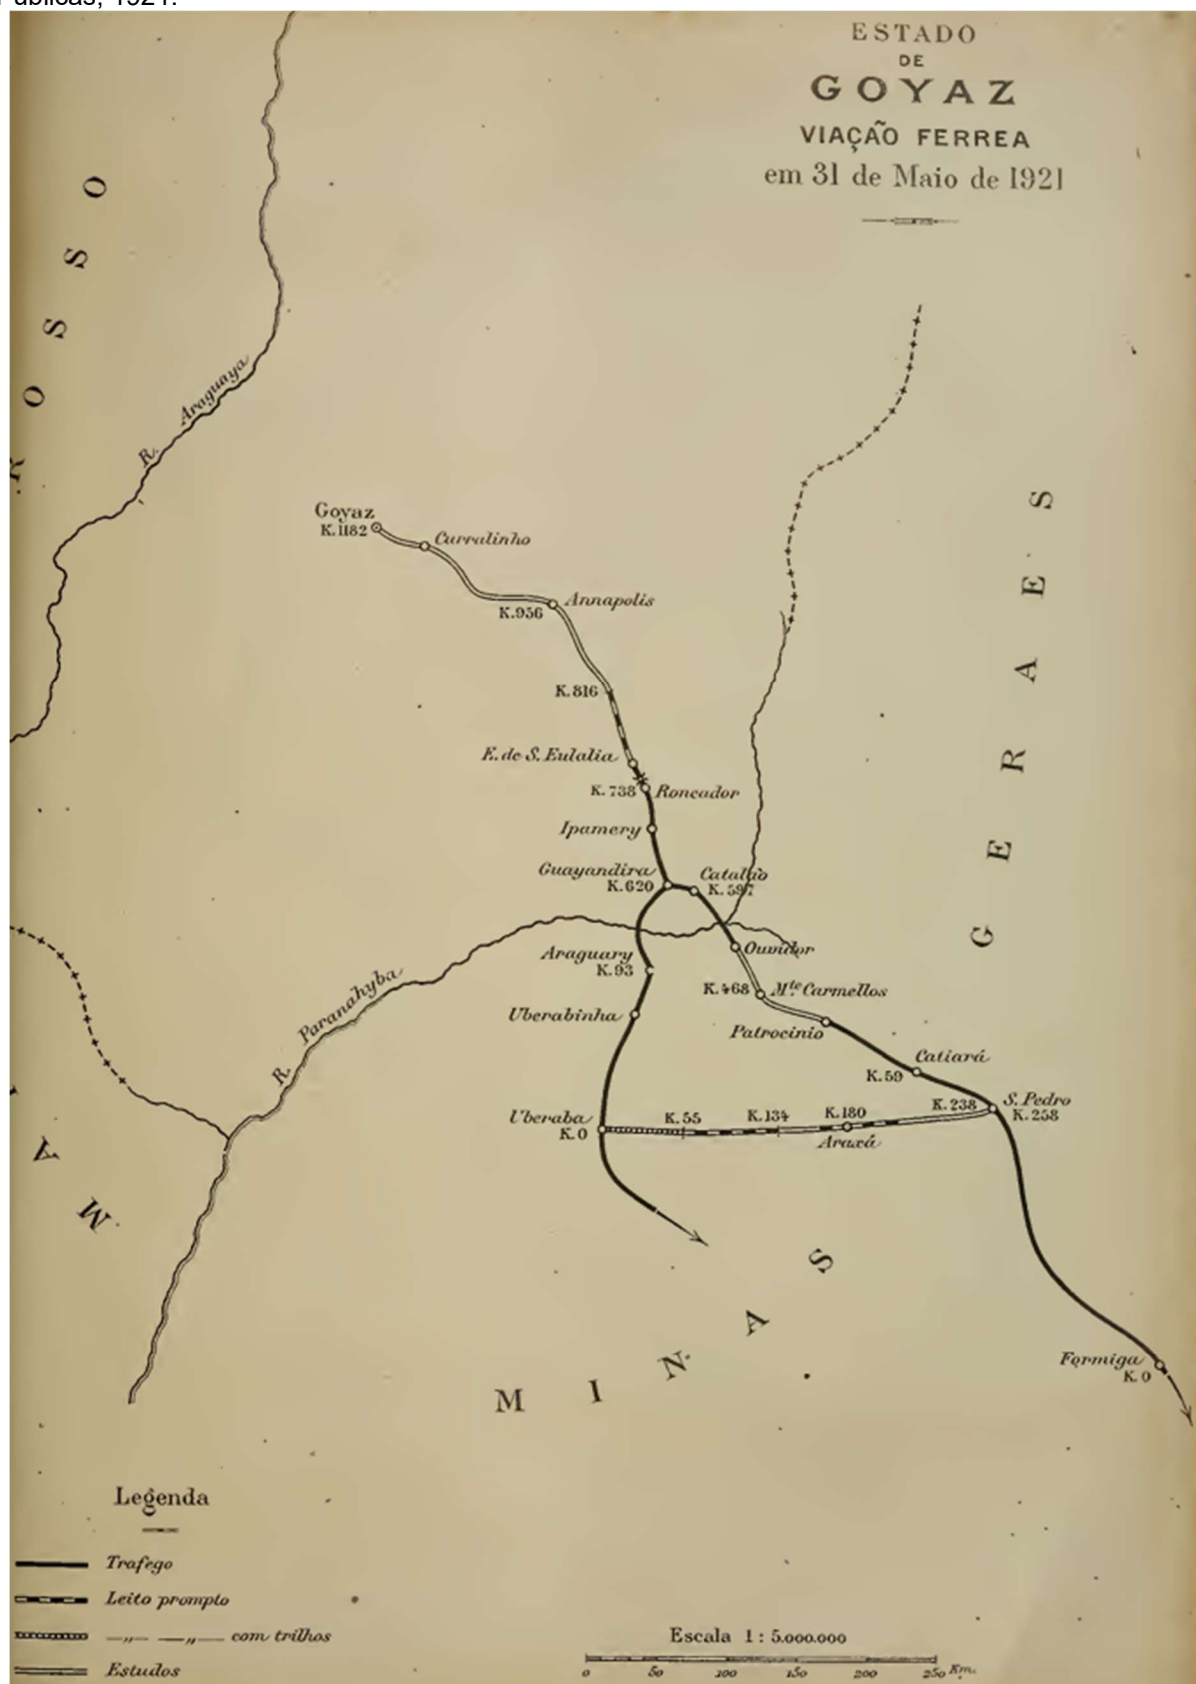 Publicas, 1921.
ESTADO
DE
GOYAZ
VIAÇÃO FERREA
em 31 de Maio de 1921
R O S S O
R. Araguaya
Goyaz
K.1182
Curralinho
Annapolis
K.956
K.816
E. de S. Eulalia
K.738
Roncador
Ipamery
Guayandira
K.620
Catalão
K.597
Araguary
K.93
Ouvidor
K.468
Mte. Carmellos
Uberabinha
Patrocinio
R. Paranahyba
Catiará
K.59
Uberaba
K.0
K.55
K.134
K.180
K.238
S. Pedro
K.258
Araxá
M A
MINAS
GERAES
Formiga
K.0
Legenda
Trafego
Leito prompto
—„— —„— com trilhos
Estudos
Escala 1 : 5.000.000
0 50 100 150 200 250 Km.